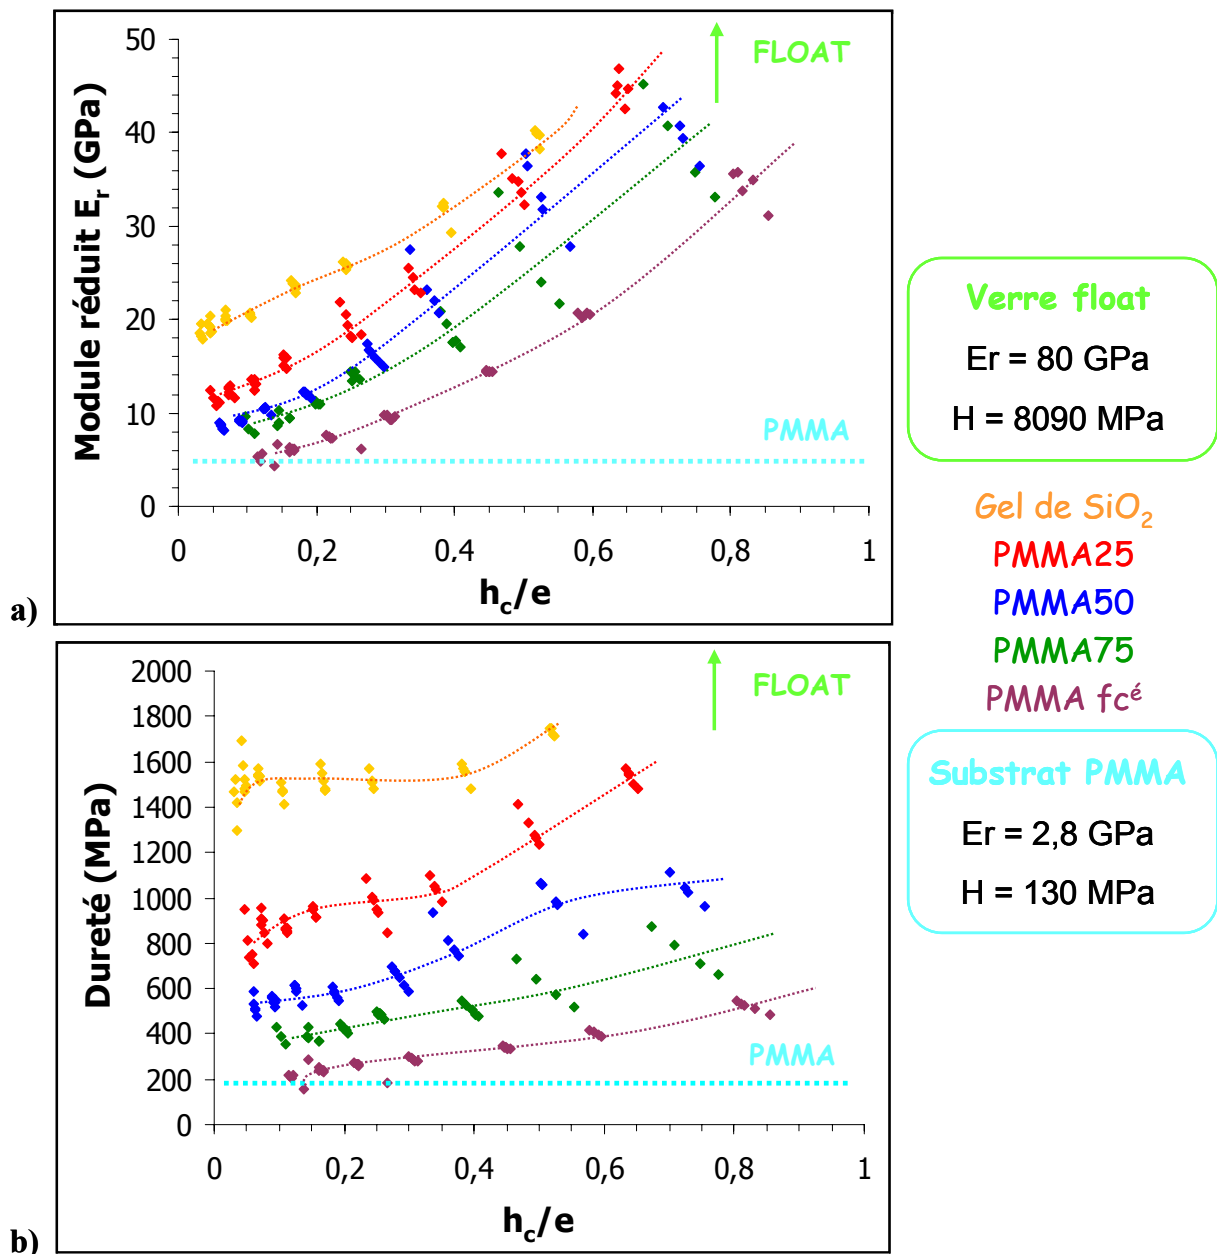 50
40
30
20
10
0
Module réduit Er (GPa)
FLOAT
PMMA
0 0,2 0,4 0,6 0,8 1
hc/e
a)
2000
1800
1600
1400
1200
1000
800
600
400
200
0
Dureté (MPa)
FLOAT
PMMA
0 0,2 0,4 0,6 0,8 1
hc/e
b)
Verre float
Er = 80 GPa
H = 8090 MPa
Gel de SiO2
PMMA25
PMMA50
PMMA75
PMMA fcé
Substrat PMMA
Er = 2,8 GPa
H = 130 MPa